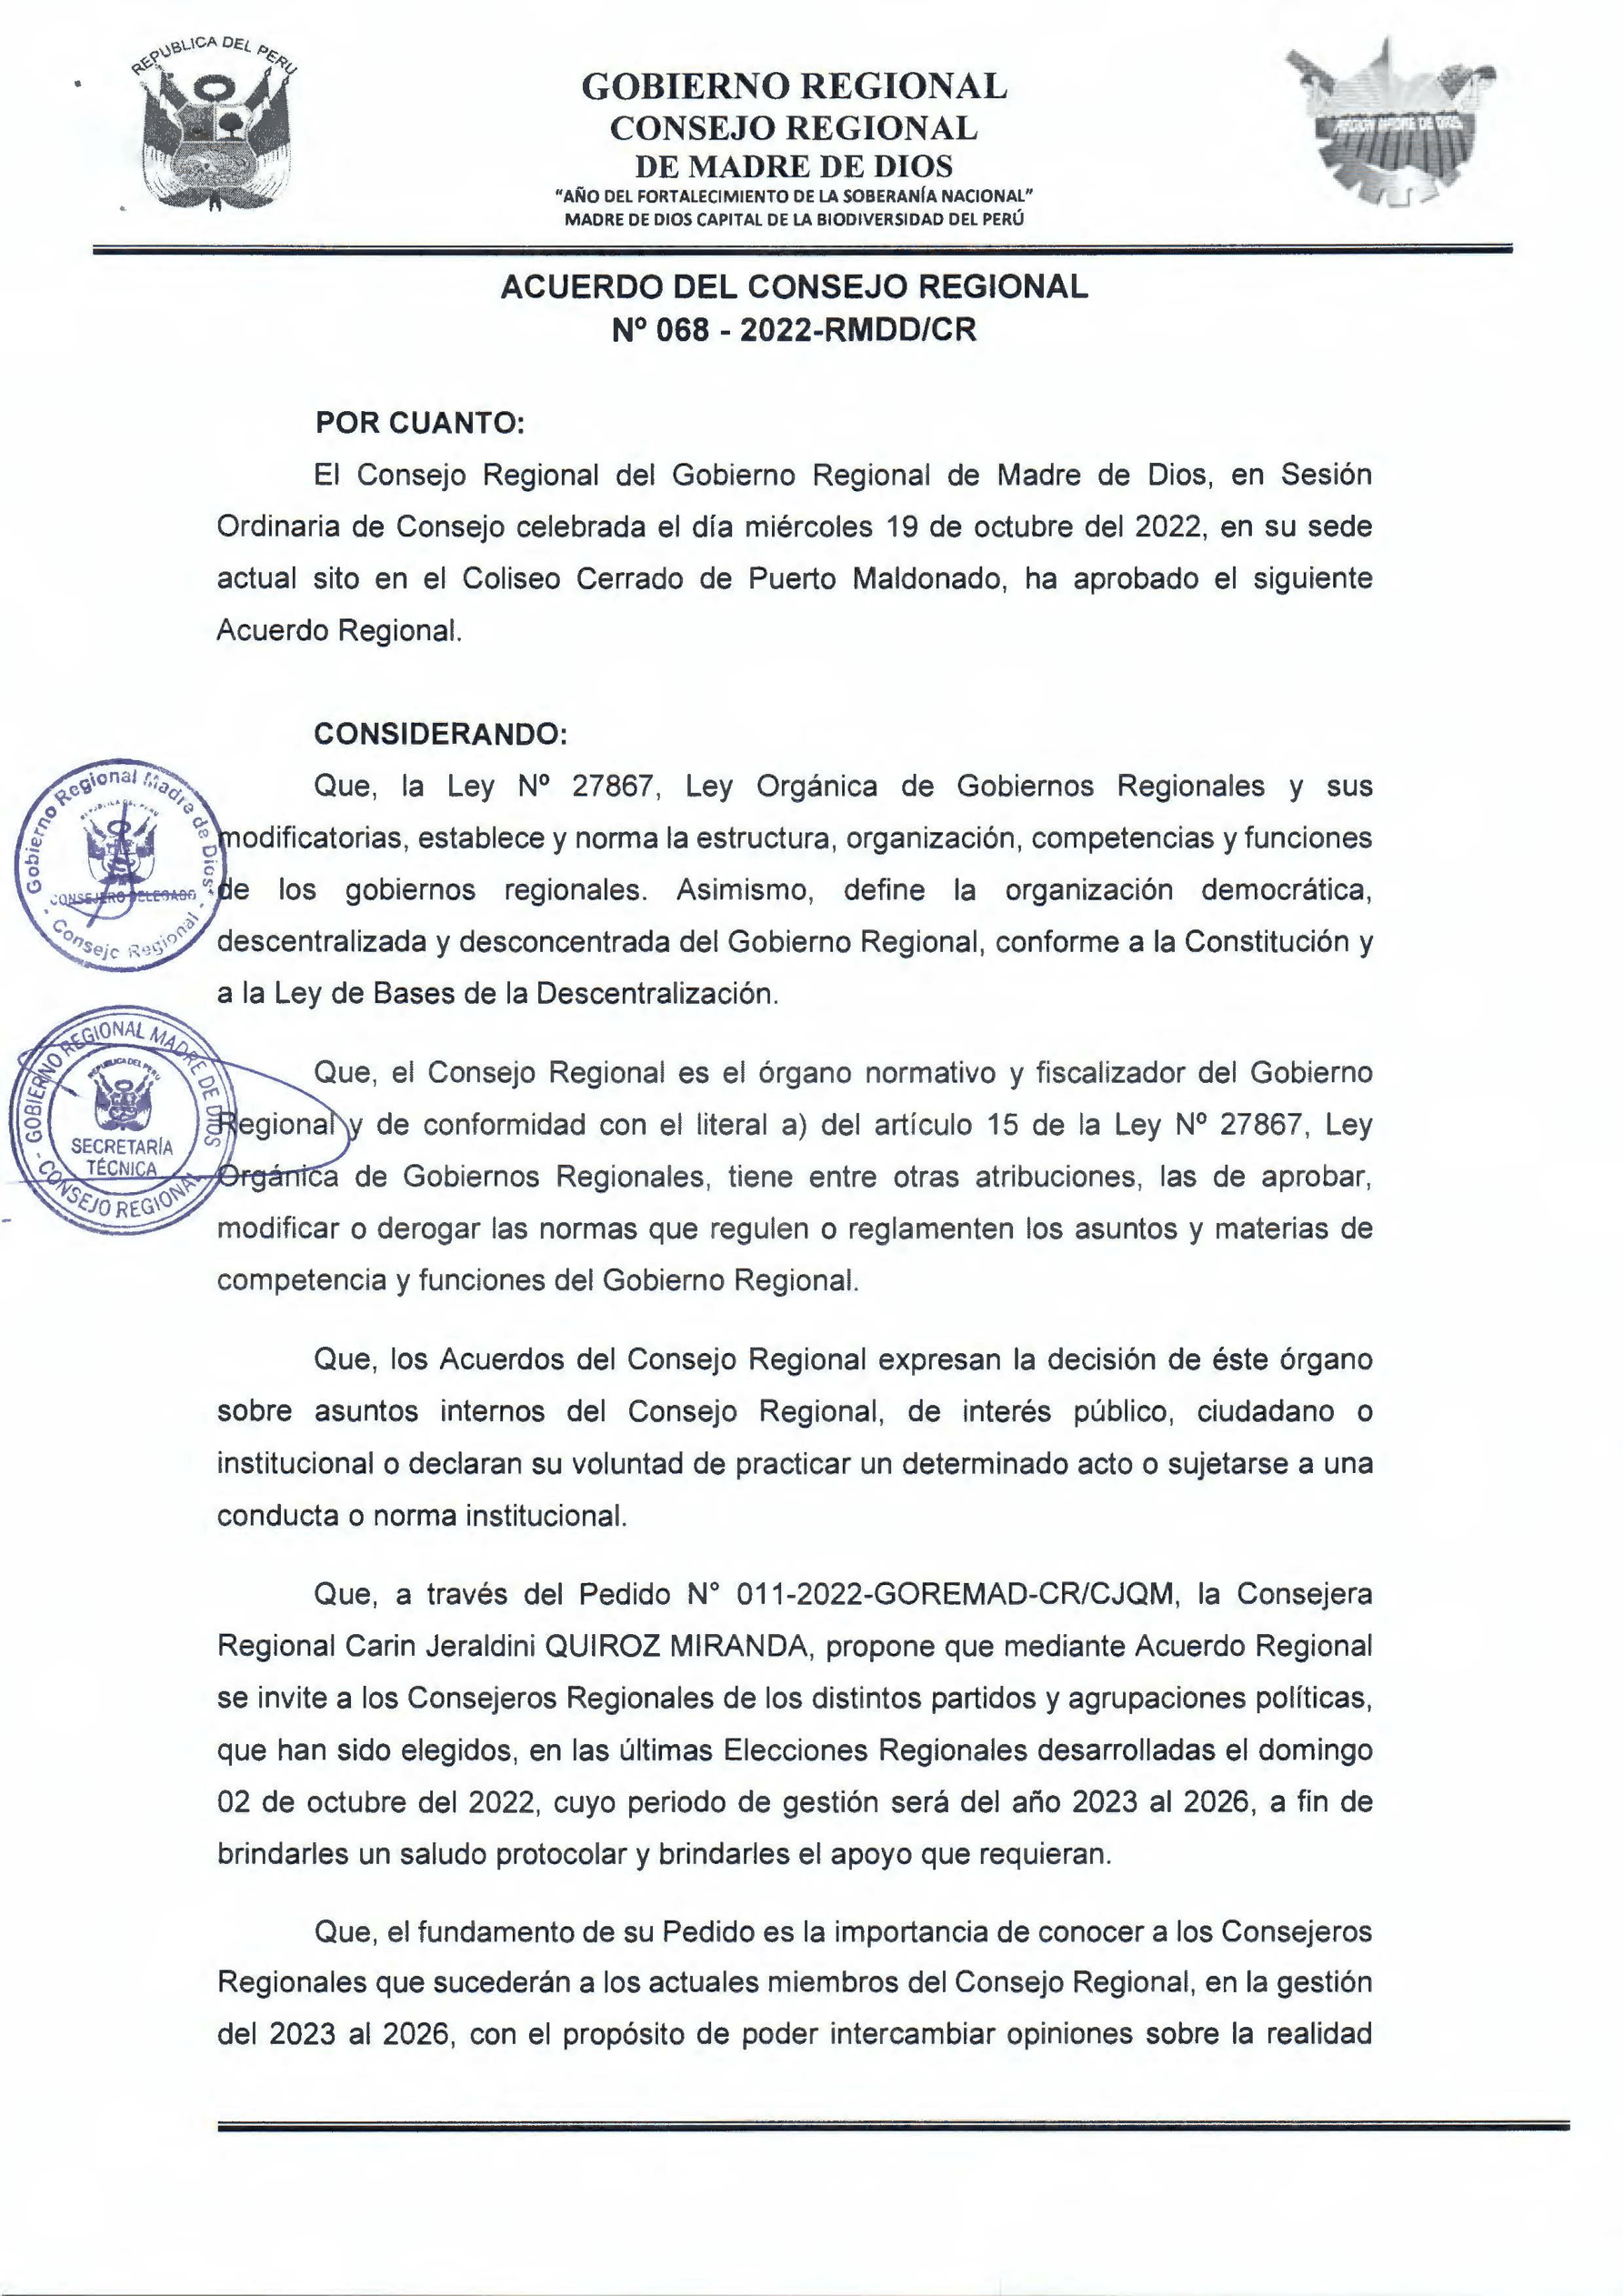 REPUBLICA DEL PERU
GOBIERNO REGIONAL
CONSEJO REGIONAL
DE MADRE DE DIOS
"AÑO DEL FORTALECIMIENTO DE LA SOBERANÍA NACIONAL"
MADRE DE DIOS CAPITAL DE LA BIODIVERSIDAD DEL PERÚ
REGION MADRE DE DIOS
ACUERDO DEL CONSEJO REGIONAL
Nº 068 - 2022-RMDD/CR
POR CUANTO:
El Consejo Regional del Gobierno Regional de Madre de Dios, en Sesión
Ordinaria de Consejo celebrada el día miércoles 19 de octubre del 2022, en su sede
actual sito en el Coliseo Cerrado de Puerto Maldonado, ha aprobado el siguiente
Acuerdo Regional.
CONSIDERANDO:
Que, la Ley Nº 27867, Ley Orgánica de Gobiernos Regionales y sus
modificatorias, establece y norma la estructura, organización, competencias y funciones
de los gobiernos regionales. Asimismo, define la organización democrática,
descentralizada y desconcentrada del Gobierno Regional, conforme a la Constitución y
a la Ley de Bases de la Descentralización.
Gobierno Regional Madre de Dios
CONSEJERO DELEGADO
- Consejo Regional -
Que, el Consejo Regional es el órgano normativo y fiscalizador del Gobierno
Regional y de conformidad con el literal a) del artículo 15 de la Ley Nº 27867, Ley
Orgánica de Gobiernos Regionales, tiene entre otras atribuciones, las de aprobar,
modificar o derogar las normas que regulen o reglamenten los asuntos y materias de
competencia y funciones del Gobierno Regional.
GOBIERNO REGIONAL MADRE DE DIOS
REPUBLICA DEL PERU
SECRETARÍA
TÉCNICA
- CONSEJO REGIONAL
Que, los Acuerdos del Consejo Regional expresan la decisión de éste órgano
sobre asuntos internos del Consejo Regional, de interés público, ciudadano o
institucional o declaran su voluntad de practicar un determinado acto o sujetarse a una
conducta o norma institucional.
Que, a través del Pedido N° 011-2022-GOREMAD-CR/CJQM, la Consejera
Regional Carin Jeraldini QUIROZ MIRANDA, propone que mediante Acuerdo Regional
se invite a los Consejeros Regionales de los distintos partidos y agrupaciones políticas,
que han sido elegidos, en las últimas Elecciones Regionales desarrolladas el domingo
02 de octubre del 2022, cuyo periodo de gestión será del año 2023 al 2026, a fin de
brindarles un saludo protocolar y brindarles el apoyo que requieran.
Que, el fundamento de su Pedido es la importancia de conocer a los Consejeros
Regionales que sucederán a los actuales miembros del Consejo Regional, en la gestión
del 2023 al 2026, con el propósito de poder intercambiar opiniones sobre la realidad